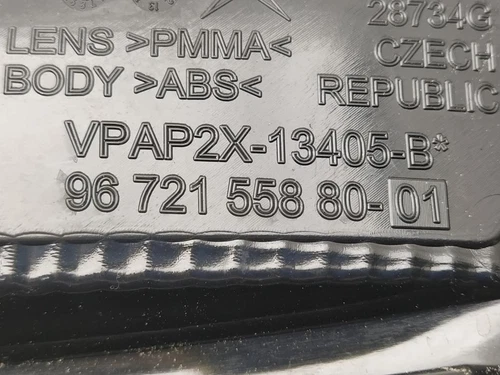 28734G
LENS >PMMA< CZECH
BODY >ABS< REPUBLIC
VPAP2X-13405-B*
96 721 558 80-01